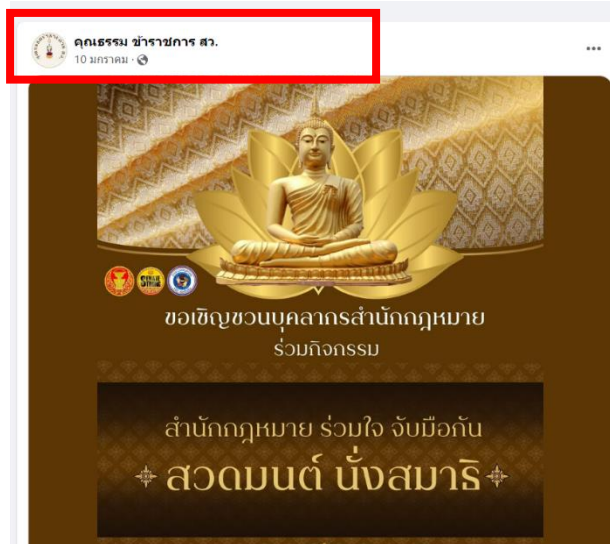 คุณธรรม ข้าราชการ สว.
10 มกราคม ·
ขอเชิญชวนบุคลากรสำนักกฎหมาย
ร่วมกิจกรรม
สำนักกฎหมาย ร่วมใจ จับมือกัน
สวดมนต์ นั่งสมาธิ